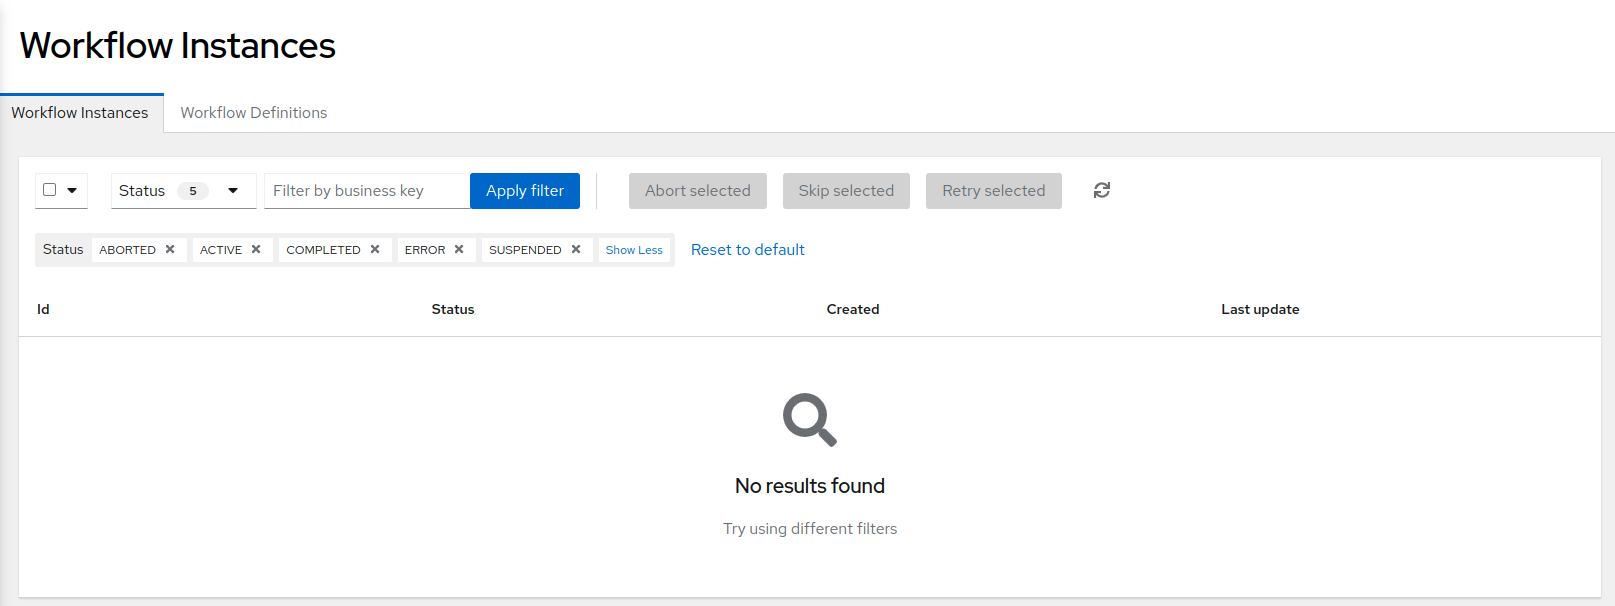 Workflow Instances
Workflow Instances Workflow Definitions
Status 5 Filter by business key Apply filter Abort selected Skip selected Retry selected
Status ABORTED ACTIVE COMPLETED ERROR SUSPENDED Show Less Reset to default
Id Status Created Last update
No results found
Try using different filters